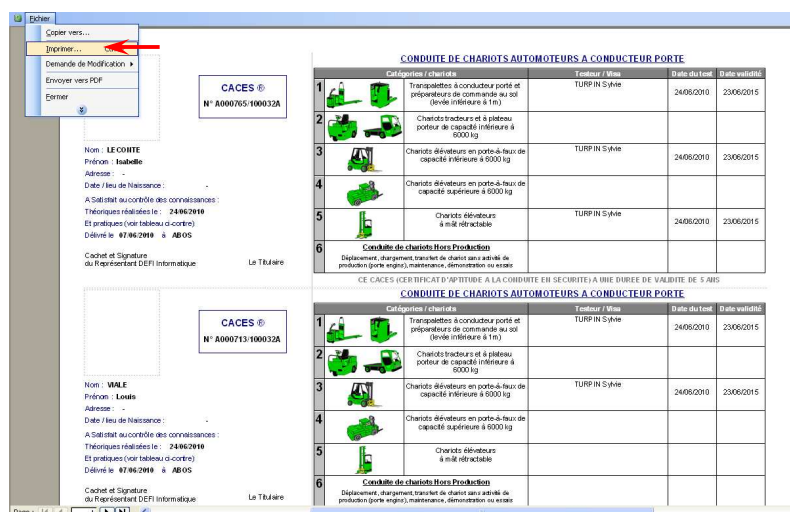 Fichier
Copier vers...
Imprimer...
Demande de Modification
Envoyer vers PDF
Fermer
CACES ®
N° A000765/100032A
Nom : LECONTE
Prénom : Isabelle
Adresse : -
Date / lieu de Naissance : -
A Satisfait au contrôle des connaissances :
Théoriques réalisées le : 24/06/2010
Et pratiques (voir tableau ci-contre)
Délivré le 07/06/2010 à ABOS
Cachet et Signature
du Représentant DEFI Informatique Le Titulaire
CONDUITE DE CHARIOTS AUTOMOTEURS A CONDUCTEUR PORTE
Catégories / chariots Testeur / Visa Date du test Date validité
1 Transpalettes à conducteur porté et préparateurs de commande au sol (levée inférieure à 1m) TURPIN Sylvie 24/06/2010 23/06/2015
2 Chariots tracteurs et à plateau porteur de capacité inférieure à 6000 kg
3 Chariots élévateurs en porte-à-faux de capacité inférieure à 6000 kg TURPIN Sylvie 24/06/2010 23/06/2015
4 Chariots élévateurs en porte-à-faux de capacité supérieure à 6000 kg
5 Chariots élévateurs à mât rétractable TURPIN Sylvie 24/06/2010 23/06/2015
6 Conduite de chariots Hors Production
Déplacement, chargement, transfert de chariot sans activité de
production (porte engins), maintenance, démonstration ou essais
CE CACES (CERTIFICAT D'APTITUDE A LA CONDUITE EN SECURITE) A UNE DUREE DE VALIDITE DE 5 ANS
CACES ®
N° A000713/100032A
Nom : VIALE
Prénom : Louis
Adresse : -
Date / lieu de Naissance : -
A Satisfait au contrôle des connaissances :
Théoriques réalisées le : 24/06/2010
Et pratiques (voir tableau ci-contre)
Délivré le 07/06/2010 à ABOS
Cachet et Signature
du Représentant DEFI Informatique Le Titulaire
CONDUITE DE CHARIOTS AUTOMOTEURS A CONDUCTEUR PORTE
Catégories / chariots Testeur / Visa Date du test Date validité
1 Transpalettes à conducteur porté et préparateurs de commande au sol (levée inférieure à 1m) TURPIN Sylvie 24/06/2010 23/06/2015
2 Chariots tracteurs et à plateau porteur de capacité inférieure à 6000 kg
3 Chariots élévateurs en porte-à-faux de capacité inférieure à 6000 kg TURPIN Sylvie 24/06/2010 23/06/2015
4 Chariots élévateurs en porte-à-faux de capacité supérieure à 6000 kg
5 Chariots élévateurs à mât rétractable
6 Conduite de chariots Hors Production
Déplacement, chargement, transfert de chariot sans activité de
production (porte engins), maintenance, démonstration ou essais